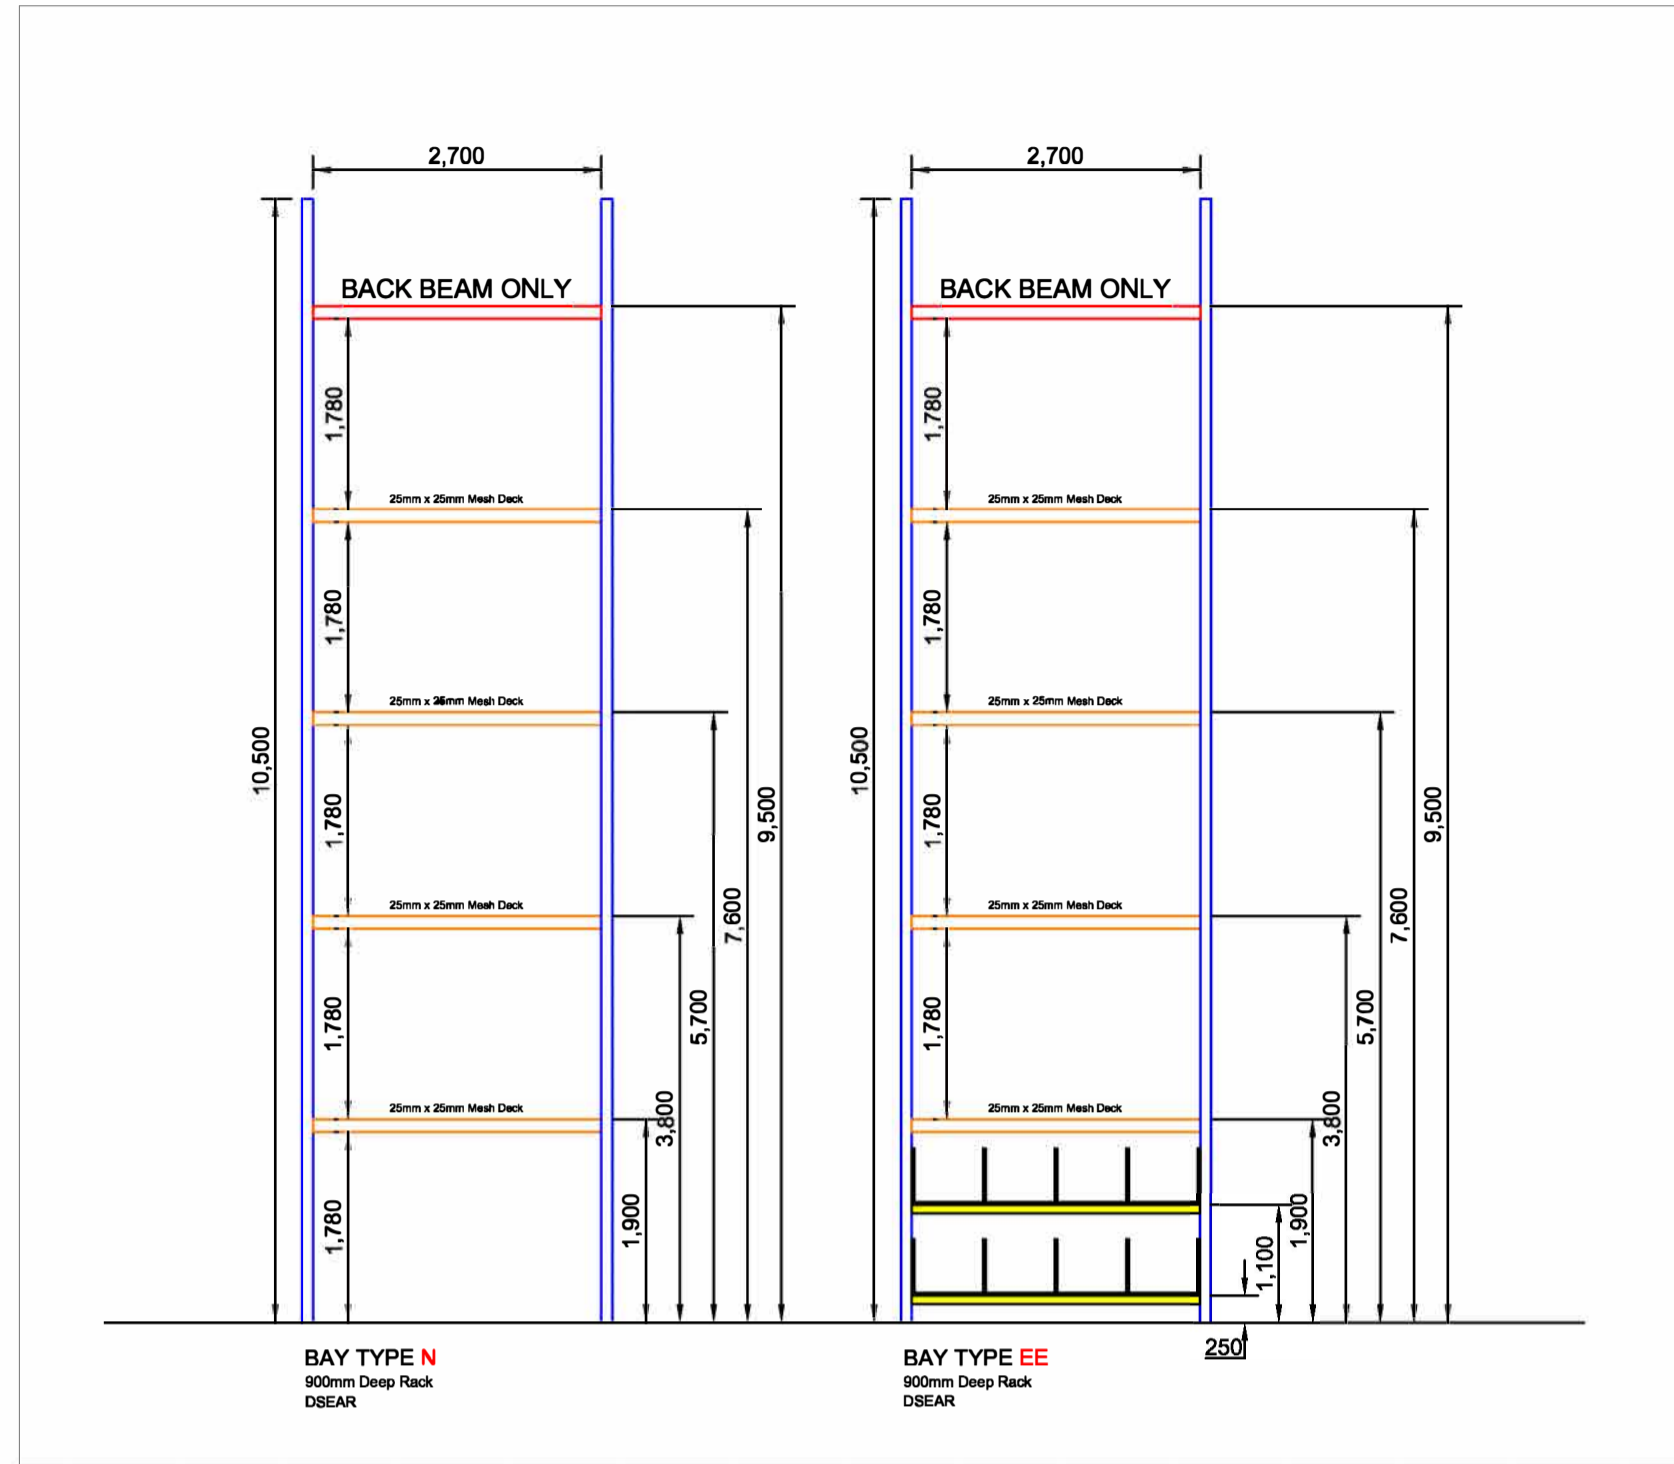 2,700
2,700
BACK BEAM ONLY
BACK BEAM ONLY
1,780
1,780
25mm x 25mm Mesh Deck
25mm x 25mm Mesh Deck
1,780
1,780
25mm x 25mm Mesh Deck
25mm x 25mm Mesh Deck
10,500
10,500
1,780
1,780
9,500
9,500
25mm x 25mm Mesh Deck
25mm x 25mm Mesh Deck
7,600
7,600
1,780
1,780
5,700
5,700
25mm x 25mm Mesh Deck
25mm x 25mm Mesh Deck
3,800
3,800
1,780
1,900
1,900
1,100
250
BAY TYPE N
900mm Deep Rack
DSEAR
BAY TYPE EE
900mm Deep Rack
DSEAR